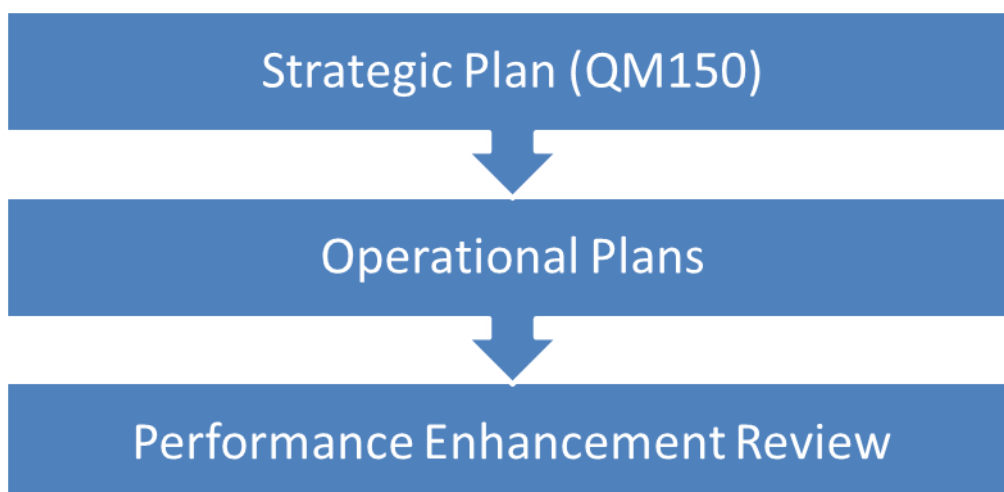 Strategic Plan (QM150)
Operational Plans
Performance Enhancement Review